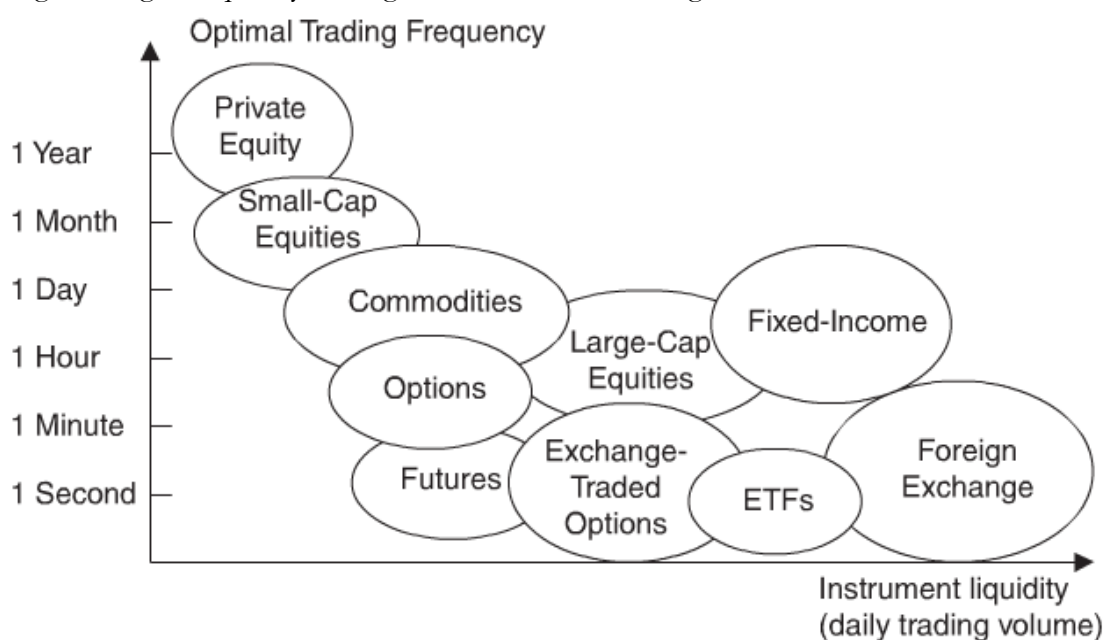 Optimal Trading Frequency
Private
Equity
1 Year
Small-Cap
Equities
1 Month
1 Day
Commodities
Fixed-Income
Large-Cap
Equities
1 Hour
Options
1 Minute
Exchange-
Traded
Options
Foreign
Exchange
Futures
ETFs
1 Second
Instrument liquidity
(daily trading volume)